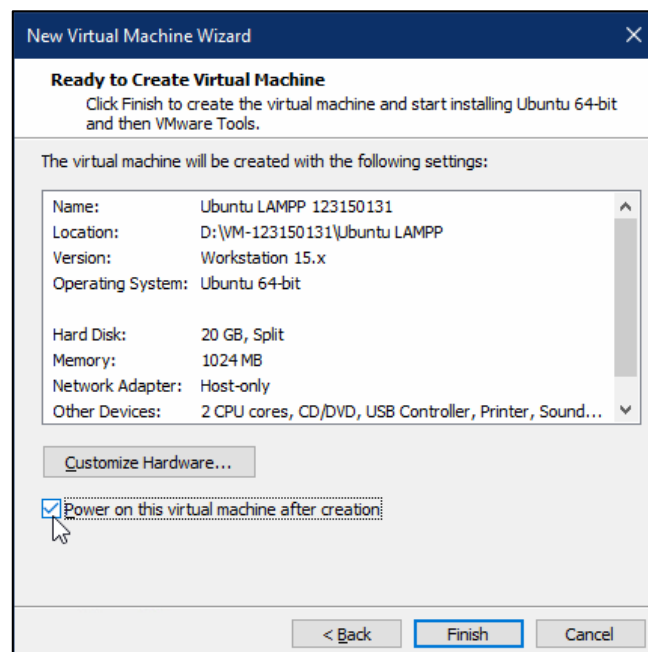 New Virtual Machine Wizard
Ready to Create Virtual Machine
Click Finish to create the virtual machine and start installing Ubuntu 64-bit
and then VMware Tools.
The virtual machine will be created with the following settings:
Name: Ubuntu LAMPP 123150131
Location: D:\VM-123150131\Ubuntu LAMPP
Version: Workstation 15.x
Operating System: Ubuntu 64-bit
Hard Disk: 20 GB, Split
Memory: 1024 MB
Network Adapter: Host-only
Other Devices: 2 CPU cores, CD/DVD, USB Controller, Printer, Sound...
Customize Hardware...
Power on this virtual machine after creation
< Back Finish Cancel